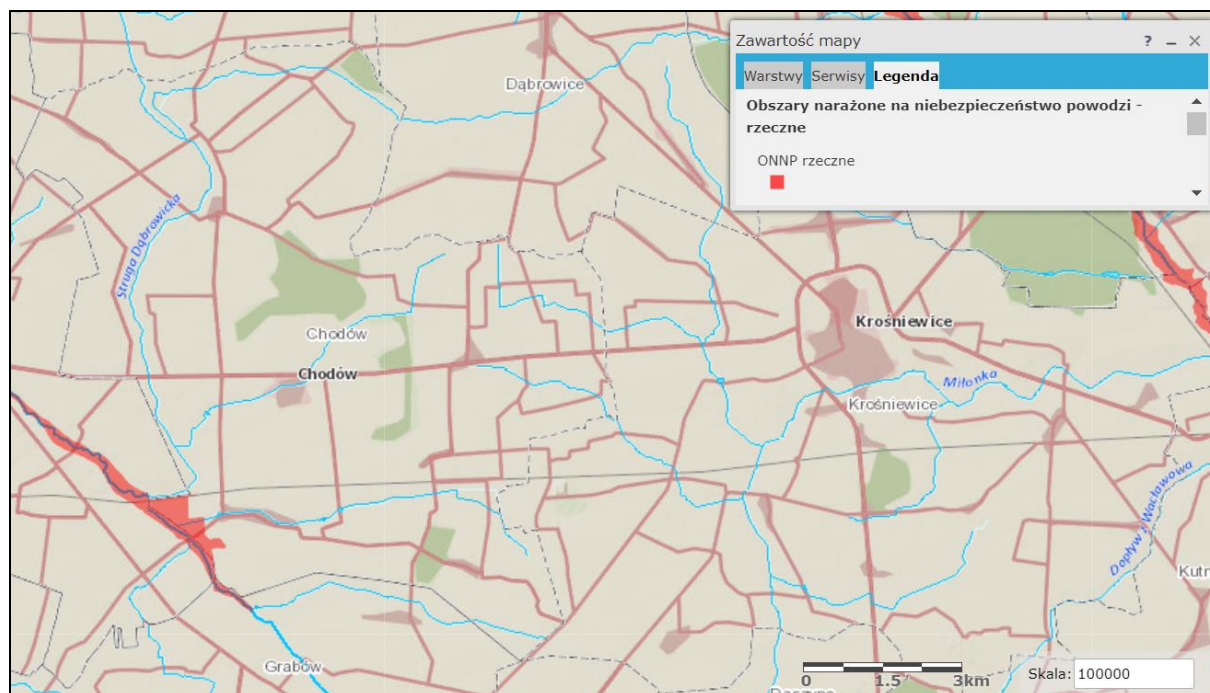 Zawartość mapy
? – ×
Warstwy Serwisy Legenda
Obszary narażone na niebezpieczeństwo powodzi -
rzeczne
ONNP rzeczne
Dąbrowice
Struga Dąbrowicka
Chodów
Krośniewice
Chodów
Miłonka
Krośniewice
Dopływ z Wacławowa
Kutn
Grabów
0 1.5 3km
Skala: 100000